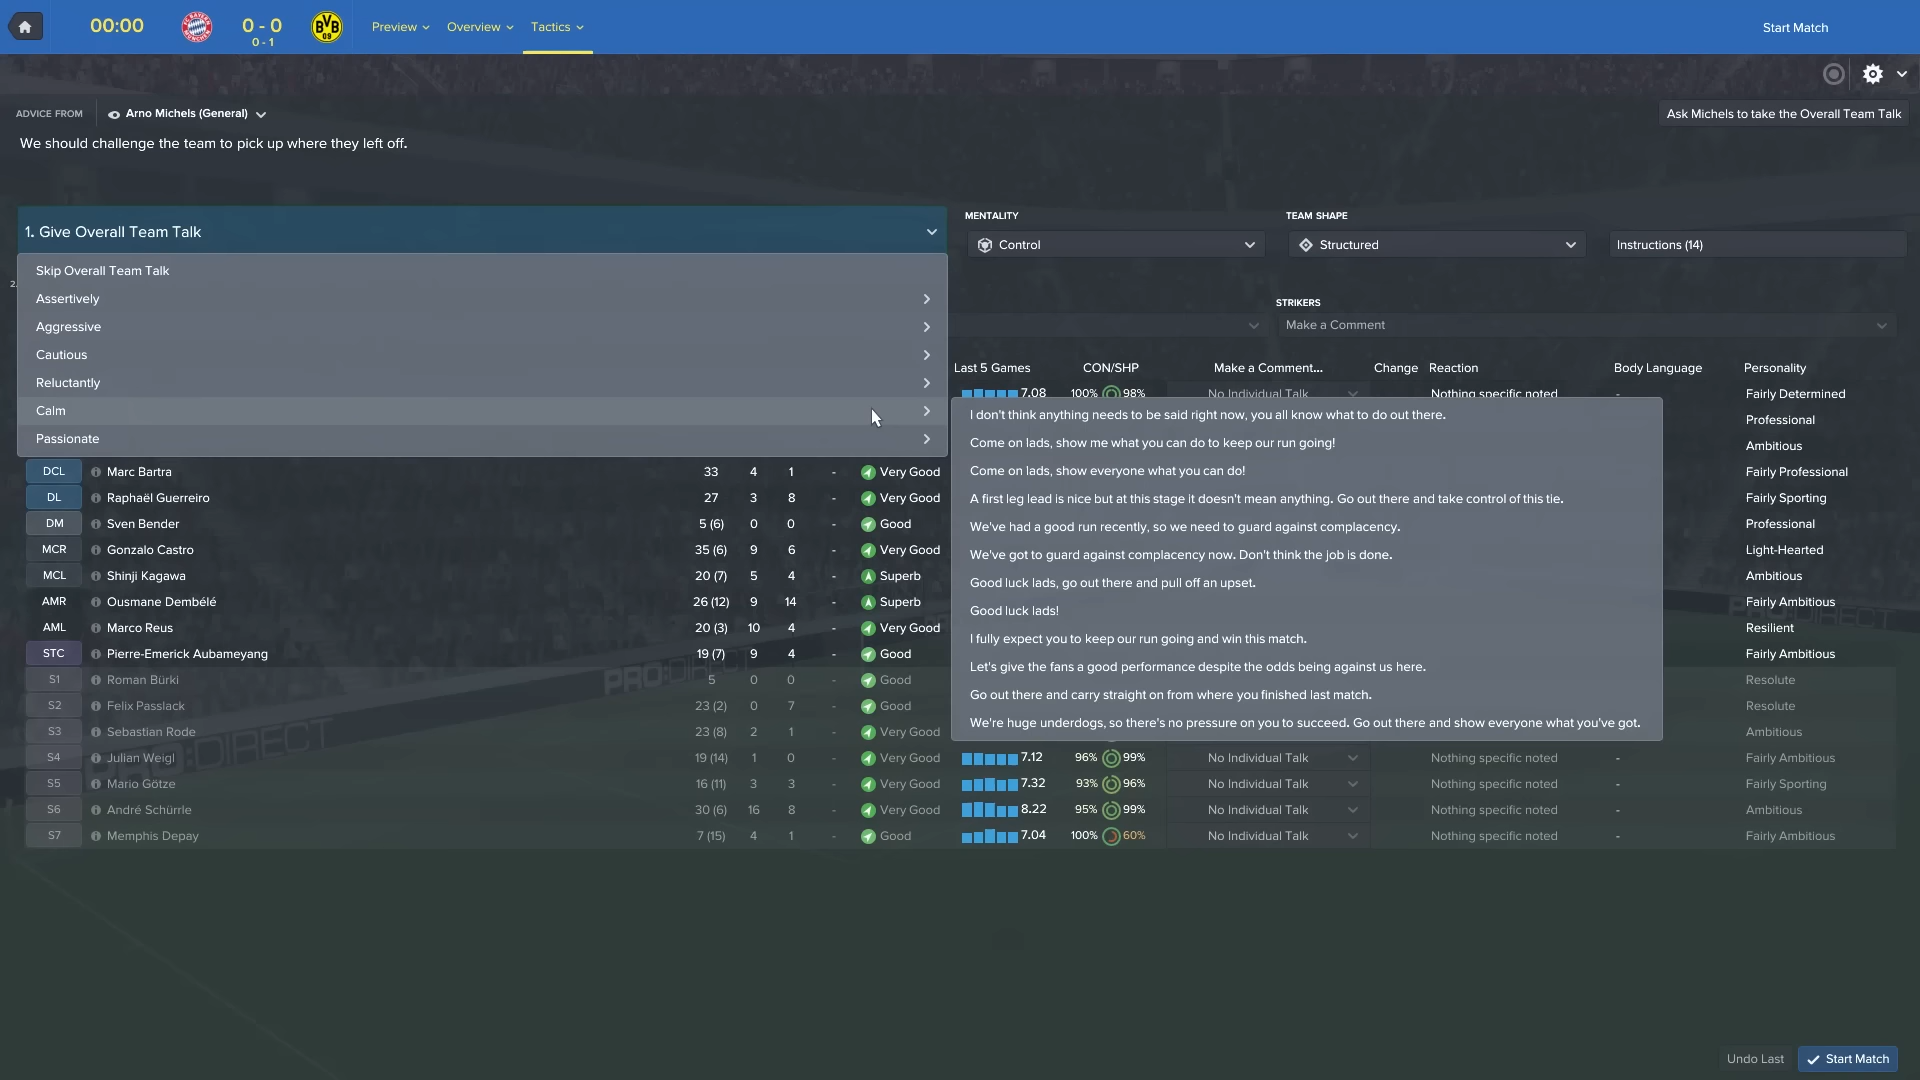 00:00
0 - 0
0 - 1
BVB
09
Preview
Overview
Tactics
Start Match
ADVICE FROM
Arno Michels (General)
Ask Michels to take the Overall Team Talk
We should challenge the team to pick up where they left off.
1. Give Overall Team Talk
MENTALITY
Control
TEAM SHAPE
Structured
Instructions (14)
Skip Overall Team Talk
Assertively
Aggressive
Cautious
Reluctantly
Calm
Passionate
2.
STRIKERS
Make a Comment
Last 5 Games CON/SHP Make a Comment... Change Reaction Body Language Personality
7.08 100% 98% No Individual Talk Nothing specific noted - Fairly Determined
Professional
Ambitious
I don't think anything needs to be said right now, you all know what to do out there.
Come on lads, show me what you can do to keep our run going!
Come on lads, show everyone what you can do!
A first leg lead is nice but at this stage it doesn't mean anything. Go out there and take control of this tie.
We've had a good run recently, so we need to guard against complacency.
We've got to guard against complacency now. Don't think the job is done.
Good luck lads, go out there and pull off an upset.
Good luck lads!
I fully expect you to keep our run going and win this match.
Let's give the fans a good performance despite the odds being against us here.
Go out there and carry straight on from where you finished last match.
We're huge underdogs, so there's no pressure on you to succeed. Go out there and show everyone what you've got.
DCL Marc Bartra 33 4 1 - Very Good Fairly Professional
DL Raphaël Guerreiro 27 3 8 - Very Good Fairly Sporting
DM Sven Bender 5 (6) 0 0 - Good Professional
MCR Gonzalo Castro 35 (6) 9 6 - Very Good Light-Hearted
MCL Shinji Kagawa 20 (7) 5 4 - Superb Ambitious
AMR Ousmane Dembélé 26 (12) 9 14 - Superb Fairly Ambitious
AML Marco Reus 20 (3) 10 4 - Very Good Resilient
STC Pierre-Emerick Aubameyang 19 (7) 9 4 - Good Fairly Ambitious
S1 Roman Bürki 5 0 0 - Good Resolute
S2 Felix Passlack 23 (2) 0 7 - Good Resolute
S3 Sebastian Rode 23 (8) 2 1 - Very Good Ambitious
S4 Julian Weigl 19 (14) 1 0 - Very Good 7.12 96% 99% No Individual Talk Nothing specific noted - Fairly Ambitious
S5 Mario Götze 16 (11) 3 3 - Very Good 7.32 93% 96% No Individual Talk Nothing specific noted - Fairly Sporting
S6 André Schürrle 30 (6) 16 8 - Very Good 8.22 95% 99% No Individual Talk Nothing specific noted - Ambitious
S7 Memphis Depay 7 (15) 4 1 - Good 7.04 100% 60% No Individual Talk Nothing specific noted - Fairly Ambitious
PRO:DIRECT
Undo Last
Start Match